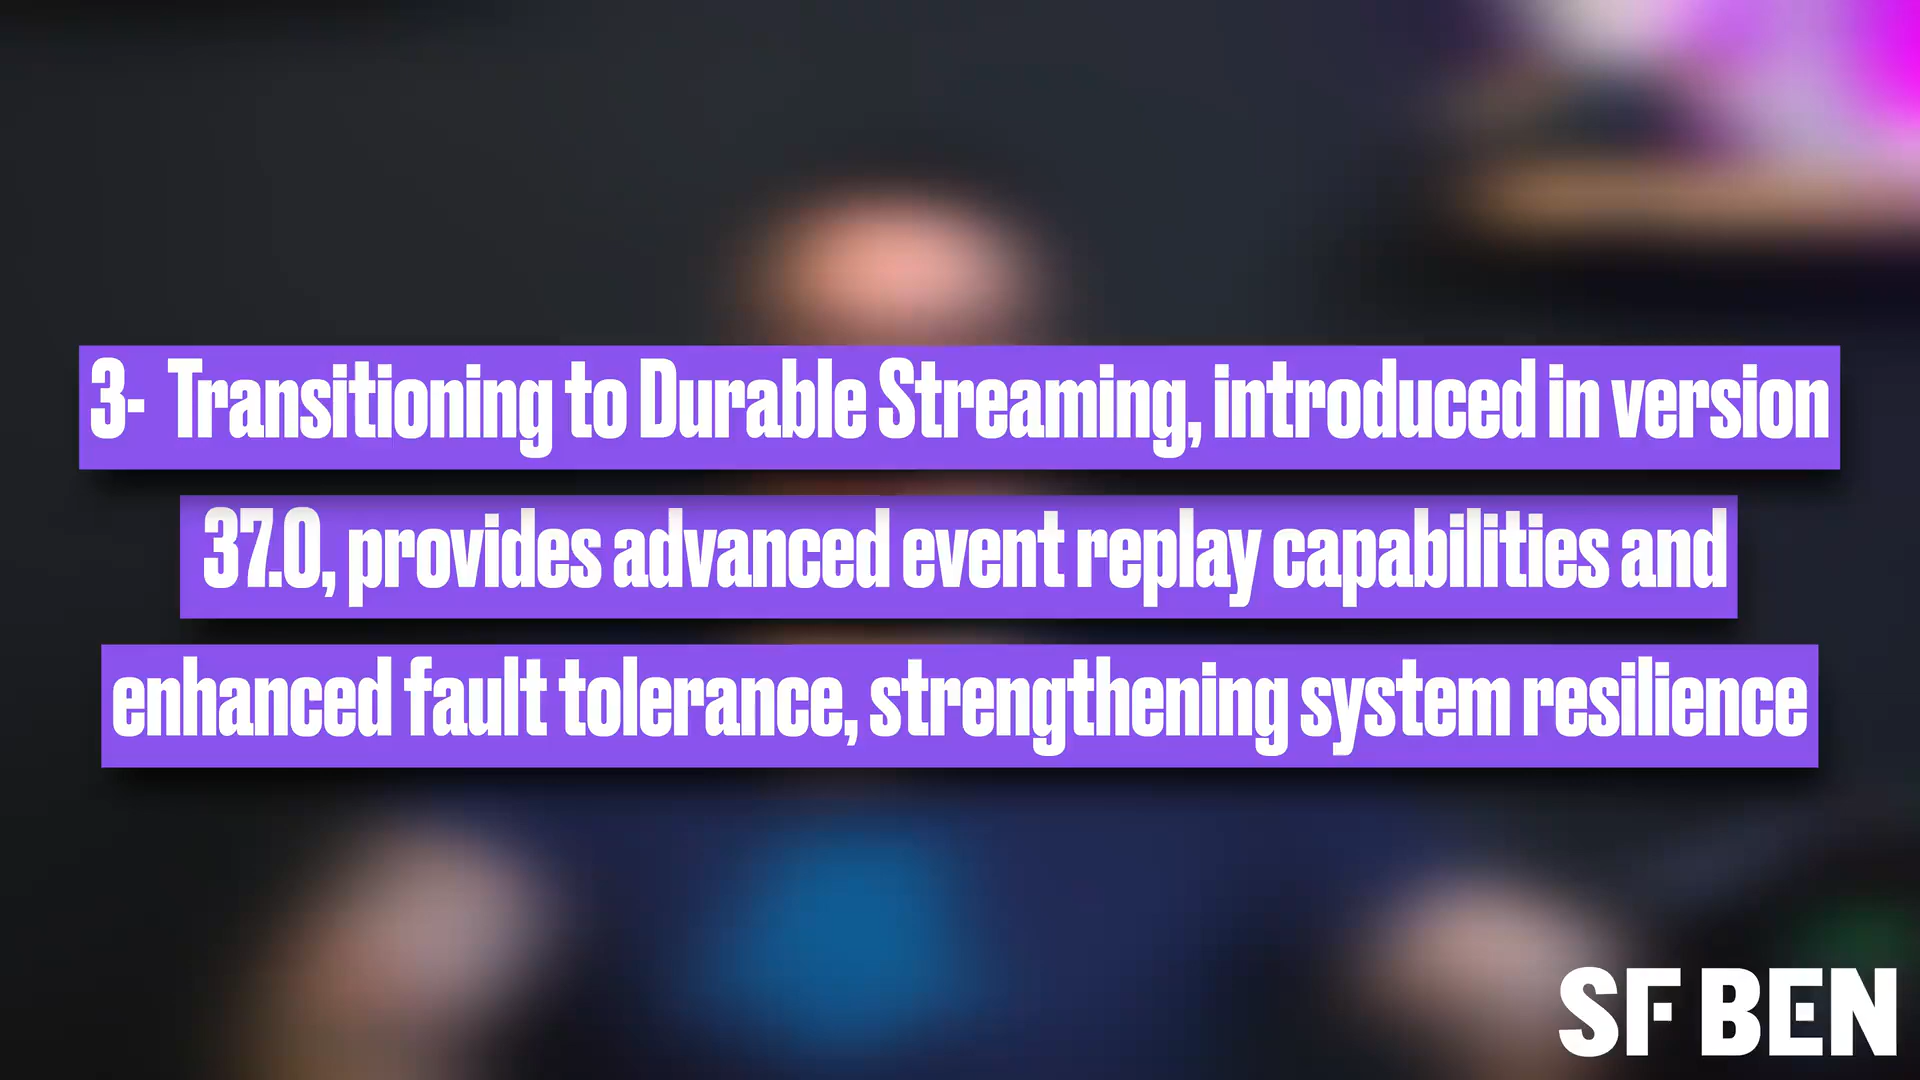 3- Transitioning to Durable Streaming, introduced in version
37.0, provides advanced event replay capabilities and
enhanced fault tolerance, strengthening system resilience
SF BEN